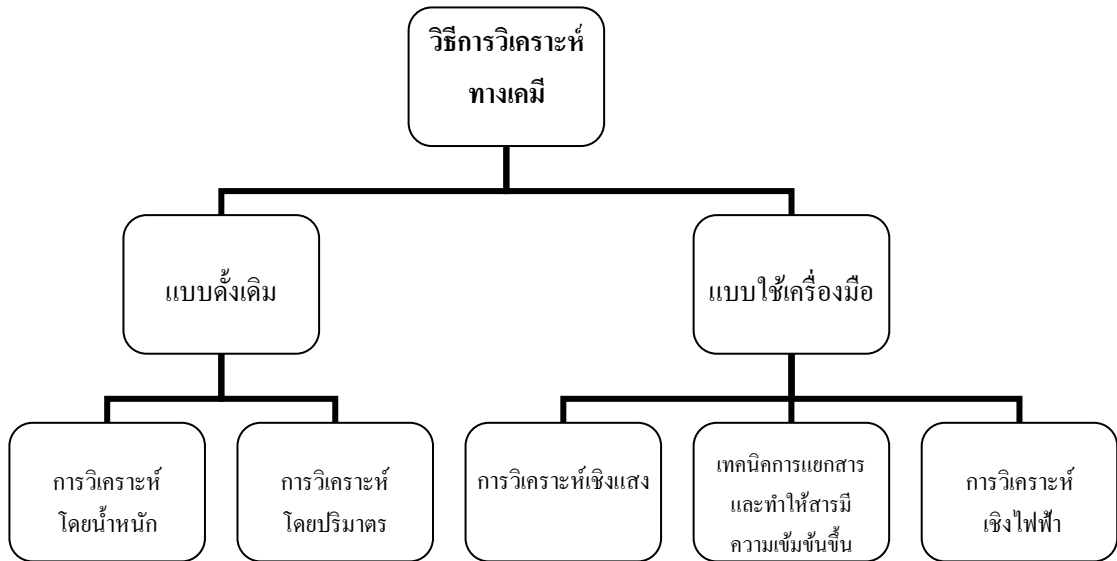 วิธีการวิเคราะห์
ทางเคมี
แบบดั้งเดิม
แบบใช้เครื่องมือ
การวิเคราะห์
โดยน้ำหนัก
การวิเคราะห์
โดยปริมาตร
การวิเคราะห์เชิงแสง
เทคนิคการแยกสาร
และทำให้สารมี
ความเข้มข้นขึ้น
การวิเคราะห์
เชิงไฟฟ้า